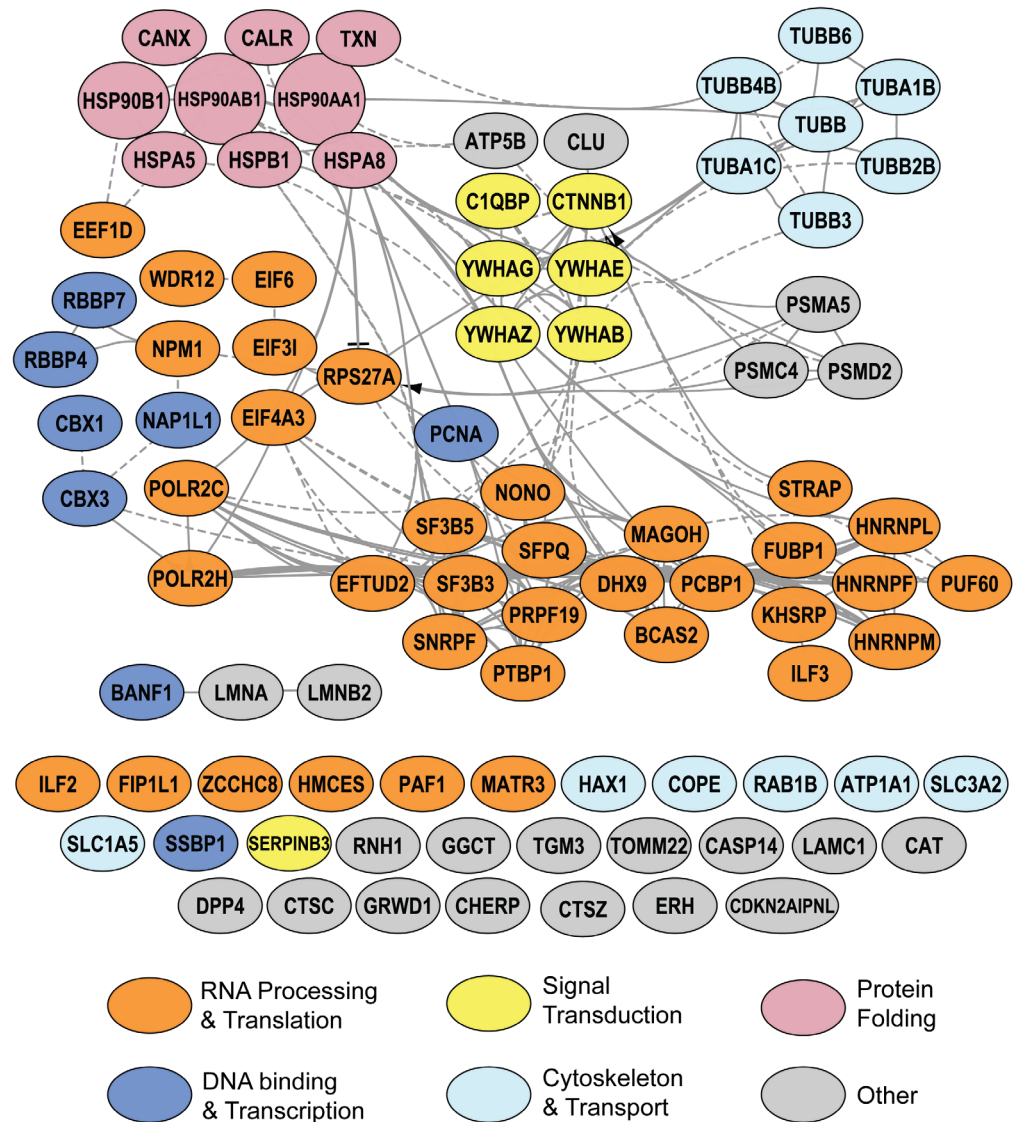 CANX CALR TXN TUBB6
HSP90B1 HSP90AB1 HSP90AA1 TUBB4B TUBA1B
TUBB
ATP5B CLU
HSPA5 HSPB1 HSPA8 TUBA1C TUBB2B
C1QBP CTNNB1
EEF1D TUBB3
WDR12 EIF6 YWHAG YWHAE
RBBP7 PSMA5
YWHAZ YWHAB
RBBP4 NPM1 EIF3I
RPS27A PSMC4 PSMD2
CBX1 NAP1L1 EIF4A3
PCNA
CBX3 POLR2C NONO STRAP
SF3B5 MAGOH HNRNPL
SFPQ FUBP1
POLR2H EFTUD2 SF3B3 DHX9 PCBP1 HNRNPF PUF60
PRPF19 KHSRP
SNRPF BCAS2 HNRNPM
PTBP1 ILF3
BANF1 LMNA LMNB2
ILF2 FIP1L1 ZCCHC8 HMCES PAF1 MATR3 HAX1 COPE RAB1B ATP1A1 SLC3A2
SLC1A5 SSBP1 SERPINB3 RNH1 GGCT TGM3 TOMM22 CASP14 LAMC1 CAT
DPP4 CTSC GRWD1 CHERP CTSZ ERH CDKN2AIPNL
RNA Processing
& Translation
Signal
Transduction
Protein
Folding
DNA binding
& Transcription
Cytoskeleton
& Transport
Other